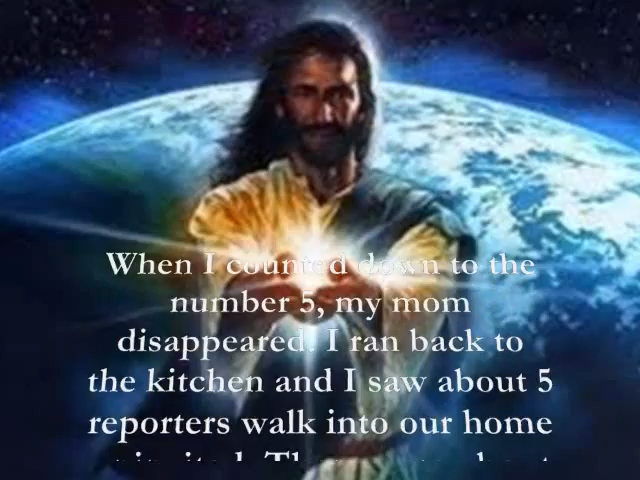 When I counted down to the
number 5, my mom
disappeared. I ran back to
the kitchen and I saw about 5
reporters walk into our home